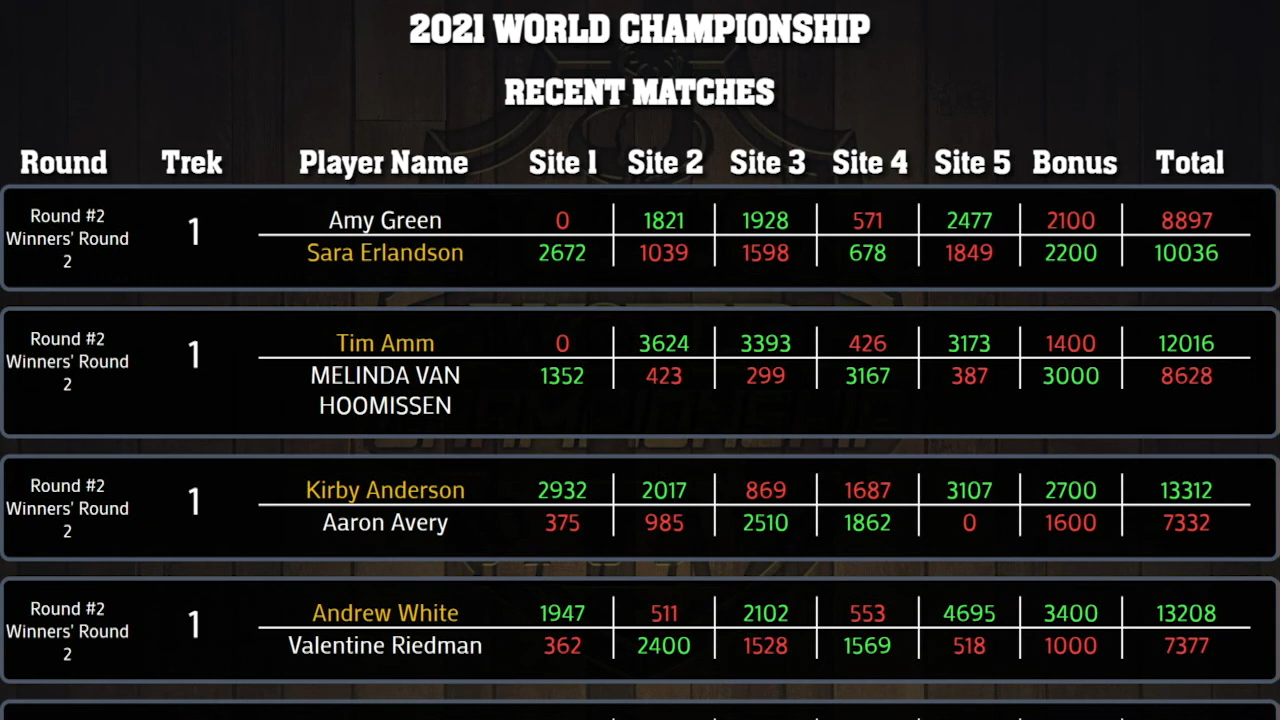 2021 WORLD CHAMPIONSHIP
RECENT MATCHES
Round Trek Player Name Site 1 Site 2 Site 3 Site 4 Site 5 Bonus Total
Round #2
Winners' Round
2
1
Amy Green 0 1821 1928 571 2477 2100 8897
Sara Erlandson 2672 1039 1598 678 1849 2200 10036
Round #2
Winners' Round
2
1
Tim Amm 0 3624 3393 426 3173 1400 12016
MELINDA VAN 1352 423 299 3167 387 3000 8628
HOOMISSEN
Round #2
Winners' Round
2
1
Kirby Anderson 2932 2017 869 1687 3107 2700 13312
Aaron Avery 375 985 2510 1862 0 1600 7332
Round #2
Winners' Round
2
1
Andrew White 1947 511 2102 553 4695 3400 13208
Valentine Riedman 362 2400 1528 1569 518 1000 7377